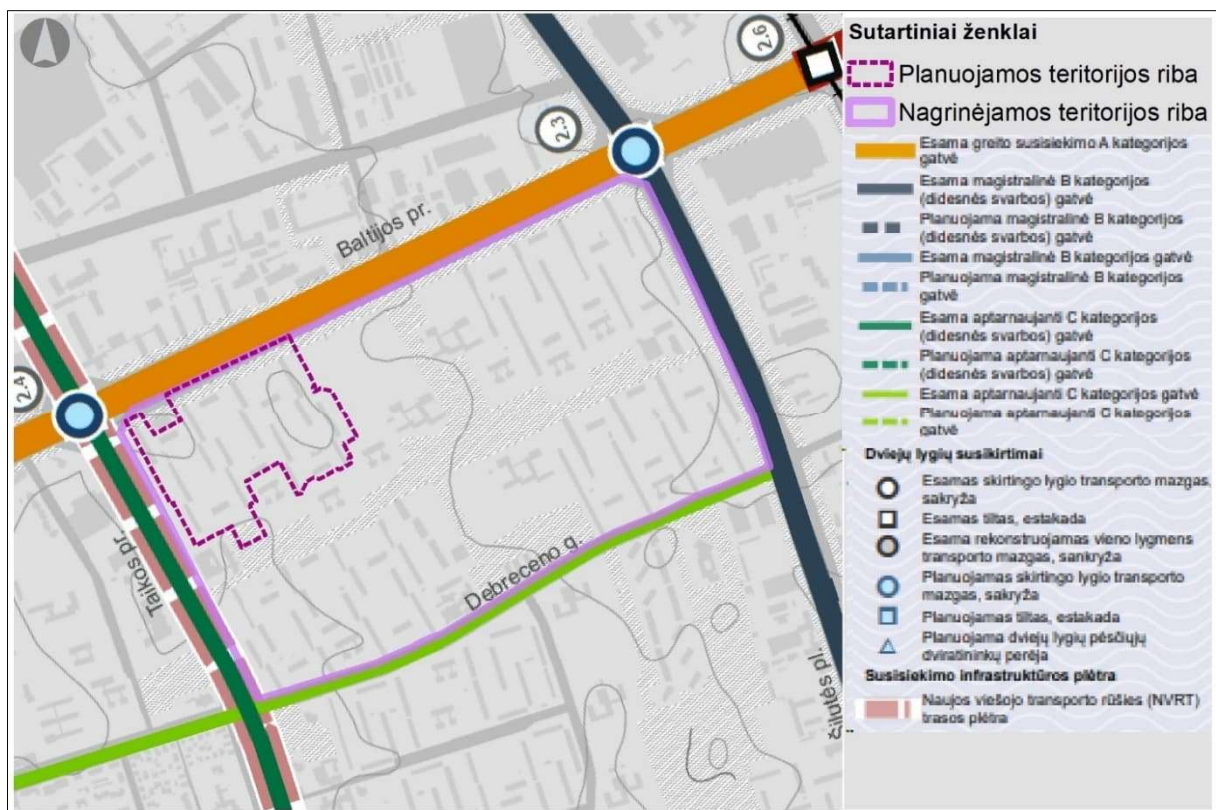 2.6
2.3
Baltijos pr.
2.4
Taikos pr.
Debreceno g.
Šilutės pl.
Sutartiniai ženklai
Planuojamos teritorijos riba
Nagrinėjamos teritorijos riba
Esama greito susisiekimo A kategorijos
gatvė
Esama magistralinė B kategorijos
(didesnės svarbos) gatvė
Planuojama magistralinė B kategorijos
(didesnės svarbos) gatvė
Esama magistralinė B kategorijos gatvė
Planuojama magistralinė B kategorijos
gatvė
Esama aptarnaujanti C kategorijos
(didesnės svarbos) gatvė
Planuojama aptarnaujanti C kategorijos
(didesnės svarbos) gatvė
Esama aptarnaujanti C kategorijos gatvė
Planuojama aptarnaujanti C kategorijos
gatvė
Dviejų lygių susikirtimai
Esamas skirtingo lygio transporto mazgas,
sakryža
Esamas tiltas, estakada
Esama rekonstruojamas vieno lygmens
transporto mazgas, sankryža
Planuojamas skirtingo lygio transporto
mazgas, sakryža
Planuojamas tiltas, estakada
Planuojama dviejų lygių pėsčiųjų
dviratininkų perėja
Susisiekimo infrastruktūros plėtra
Naujos viešojo transporto rūšies (NVRT)
trasos plėtra